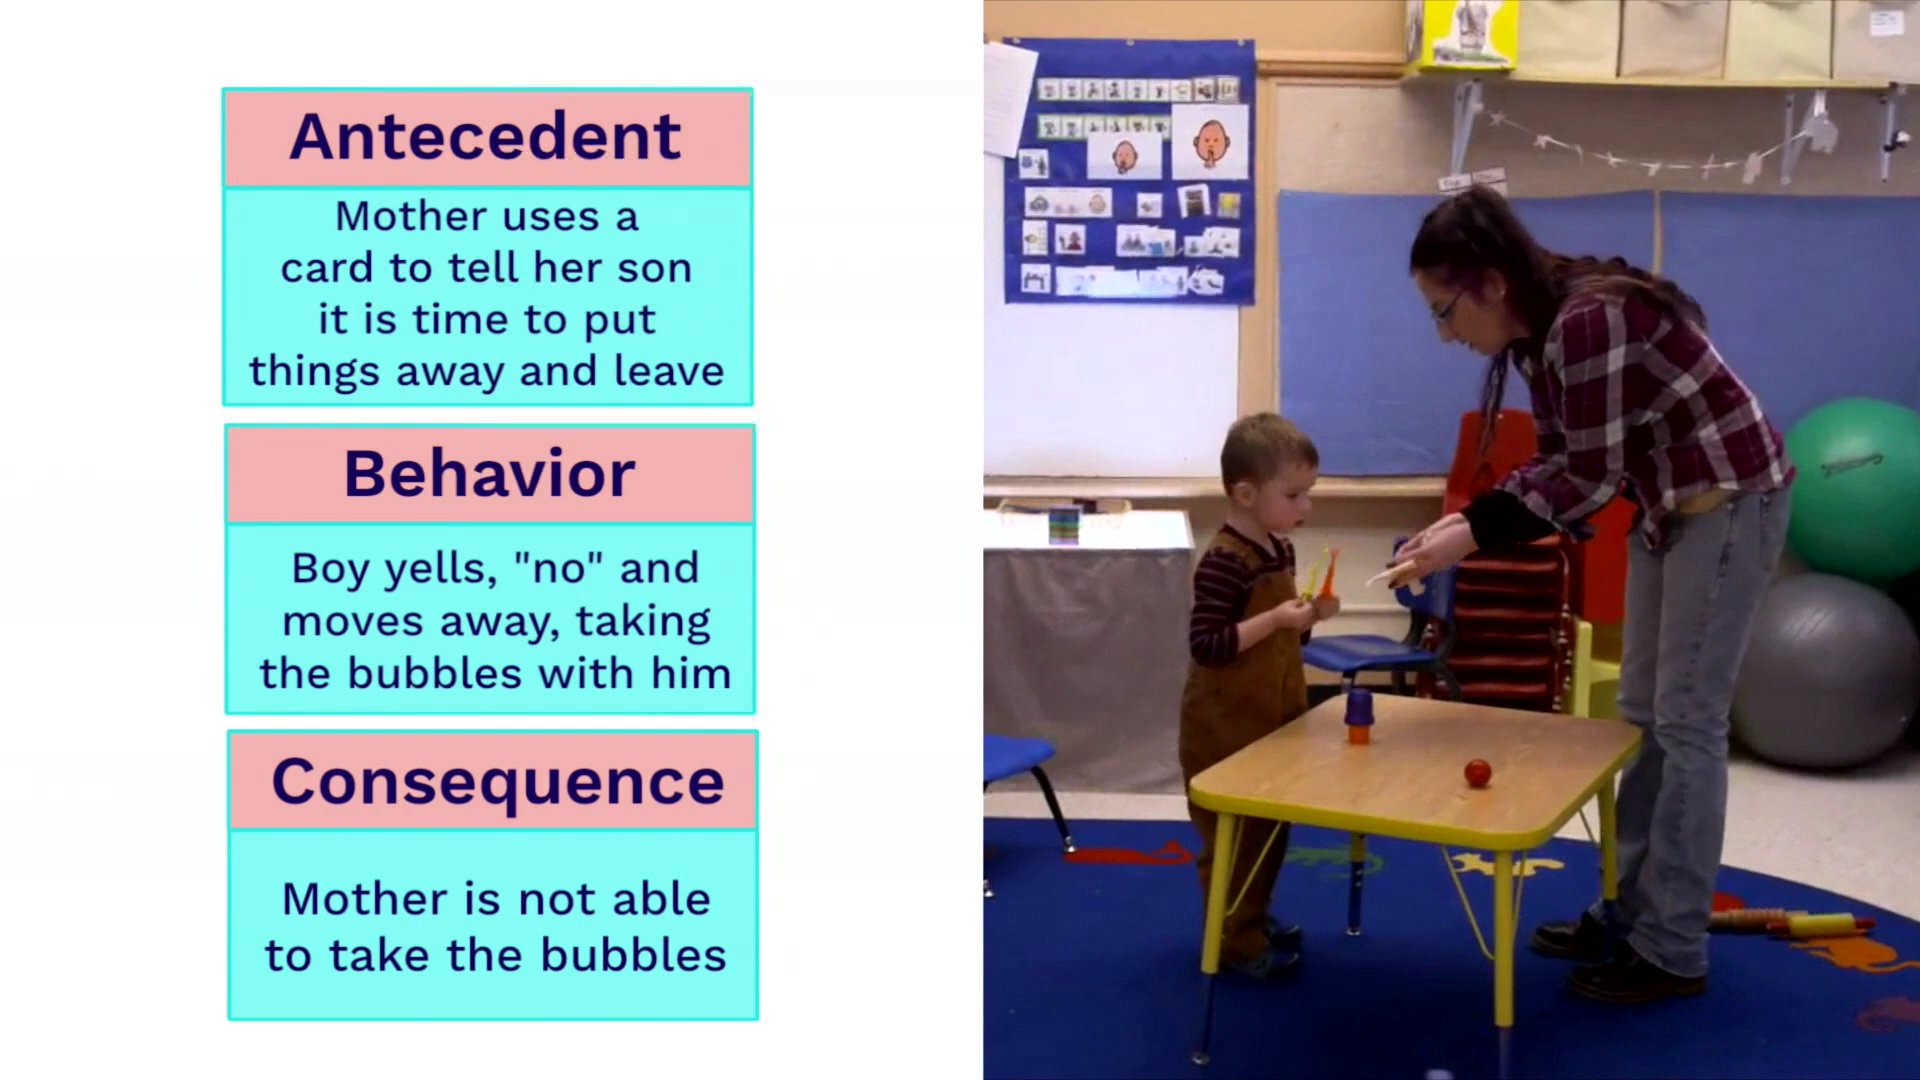 Antecedent
Mother uses a
card to tell her son
it is time to put
things away and leave
Behavior
Boy yells, "no" and
moves away, taking
the bubbles with him
Consequence
Mother is not able
to take the bubbles